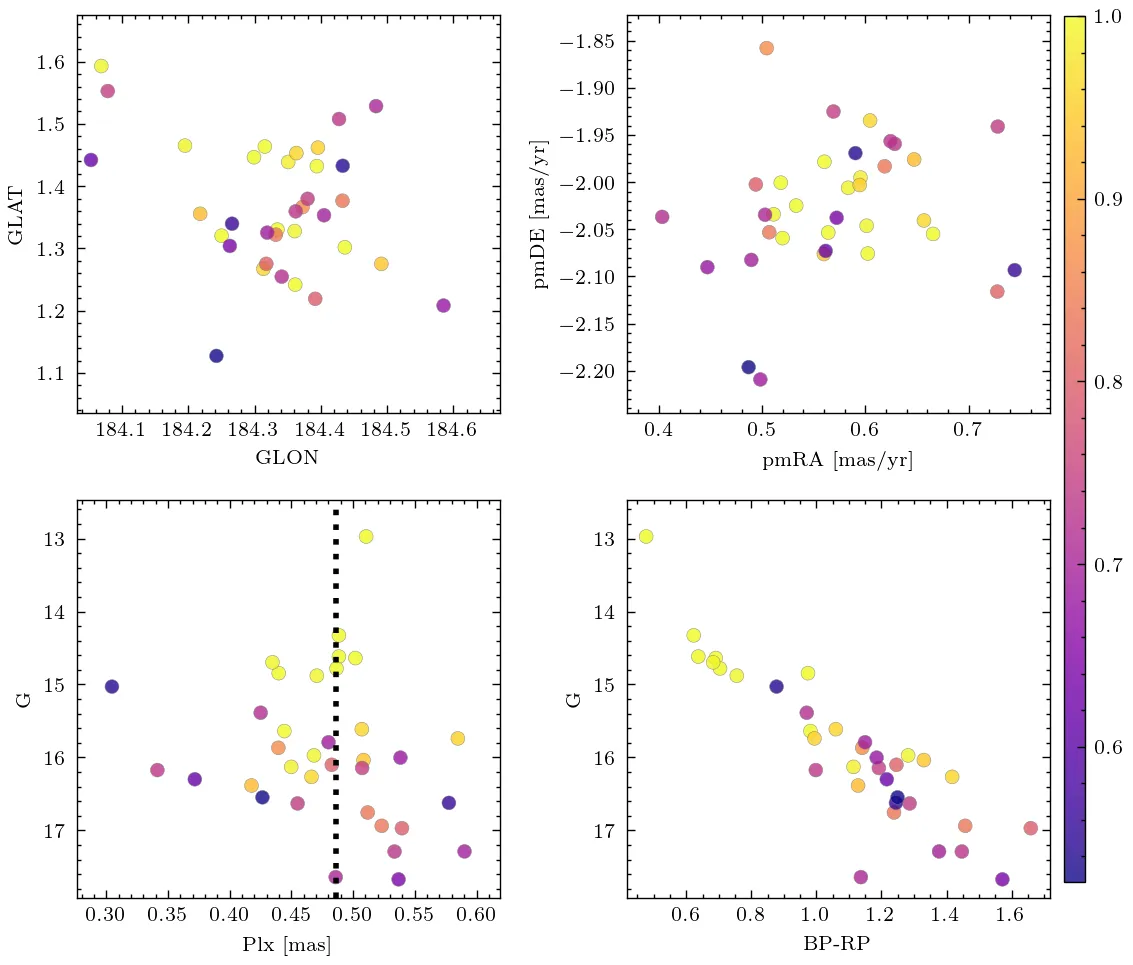 1.6
1.5
1.4
1.3
1.2
1.1
GLAT
184.1 184.2 184.3 184.4 184.5 184.6
GLON
−1.85
−1.90
−1.95
−2.00
−2.05
−2.10
−2.15
−2.20
pmDE [mas/yr]
0.4 0.5 0.6 0.7
pmRA [mas/yr]
1.0
0.9
0.8
0.7
0.6
13
14
15
16
17
G
0.30 0.35 0.40 0.45 0.50 0.55 0.60
Plx [mas]
13
14
15
16
17
G
0.6 0.8 1.0 1.2 1.4 1.6
BP-RP